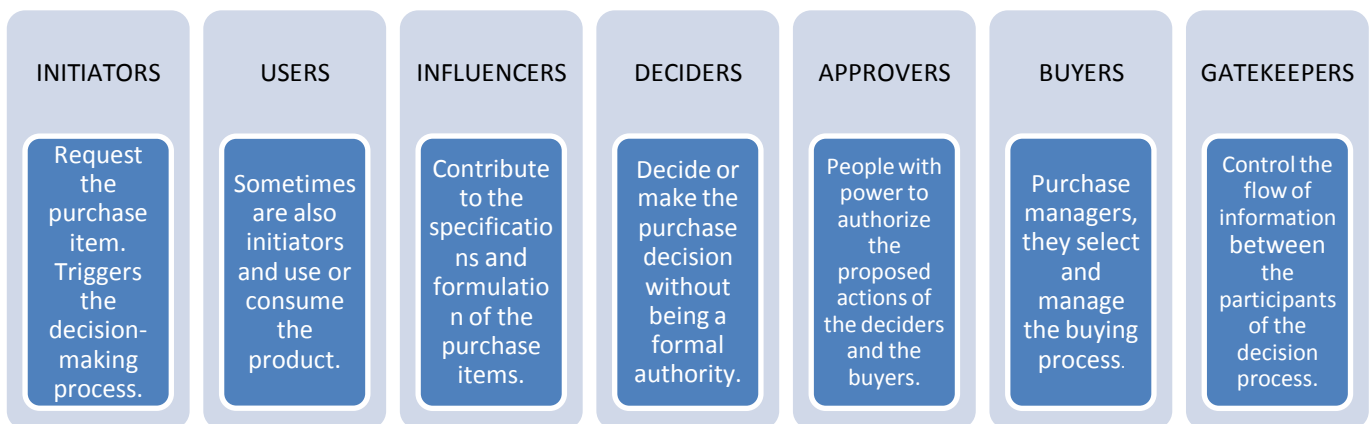 INITIATORS
Request
the
purchase
item.
Triggers
the
decision-
making
process.
USERS
Sometimes
are also
initiators
and use or
consume
the
product.
INFLUENCERS
Contribute
to the
specificatio
ns and
formulatio
n of the
purchase
items.
DECIDERS
Decide or
make the
purchase
decision
without
being a
formal
authority.
APPROVERS
People with
power to
authorize
the
proposed
actions of
the deciders
and the
buyers.
BUYERS
Purchase
managers,
they select
and
manage
the buying
process.
GATEKEEPERS
Control the
flow of
information
between
the
participants
of the
decision
process.